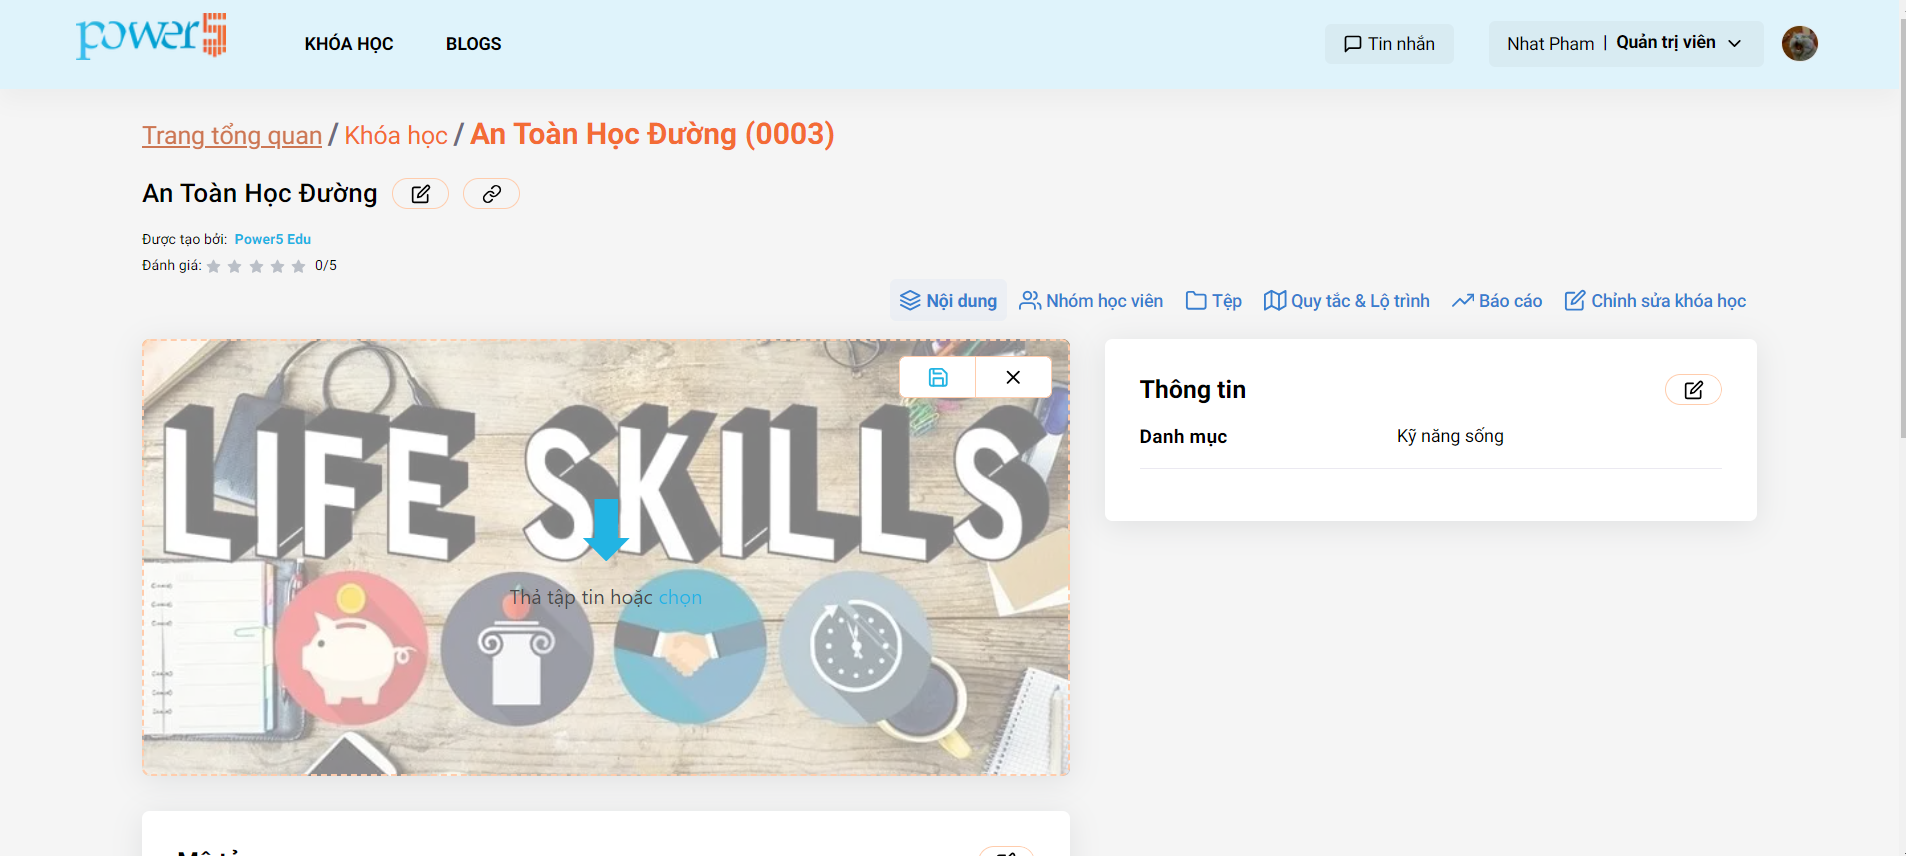 power5
KHÓA HỌC
BLOGS
Tin nhắn
Nhat Pham | Quản trị viên
Trang tổng quan / Khóa học / An Toàn Học Đường (0003)
An Toàn Học Đường
Được tạo bởi: Power5 Edu
Đánh giá: 0/5
Nội dung
Nhóm học viên
Tệp
Quy tắc & Lộ trình
Báo cáo
Chỉnh sửa khóa học
LIFE SKILLS
Thả tập tin hoặc chọn
Thông tin
Danh mục
Kỹ năng sống